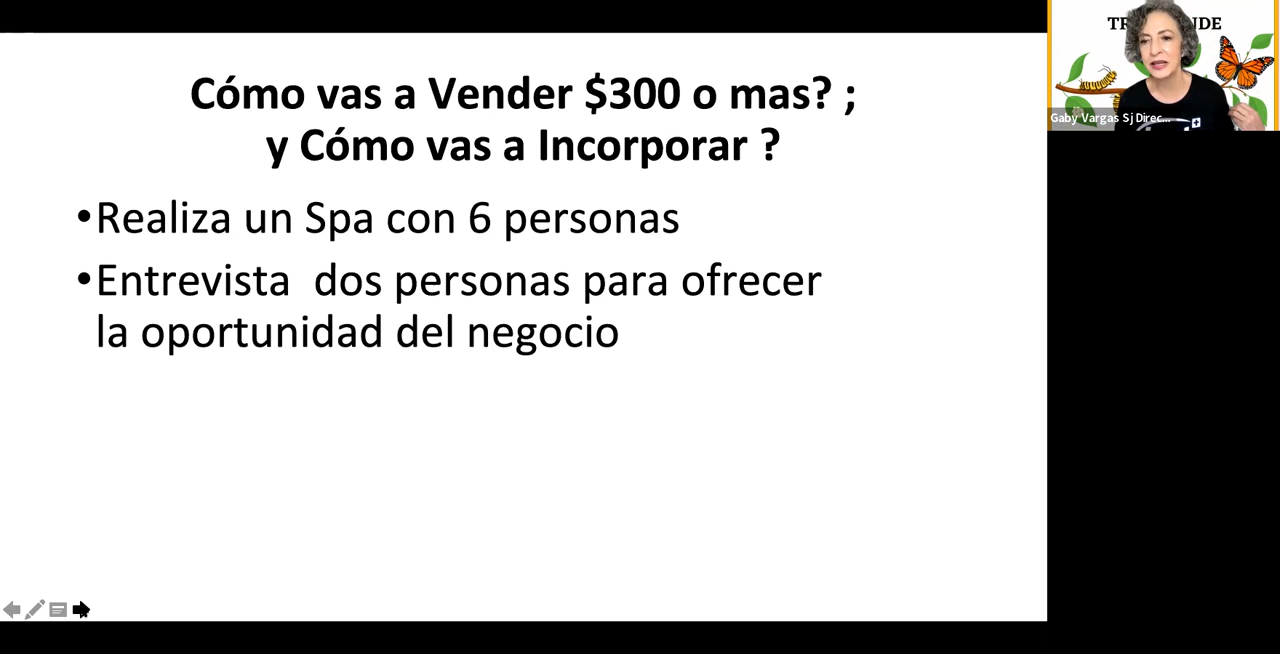 Cómo vas a Vender $300 o mas? ;
y Cómo vas a Incorporar ?
•Realiza un Spa con 6 personas
•Entrevista  dos personas para ofrecer
la oportunidad del negocio
Gaby Vargas Sj Direc...